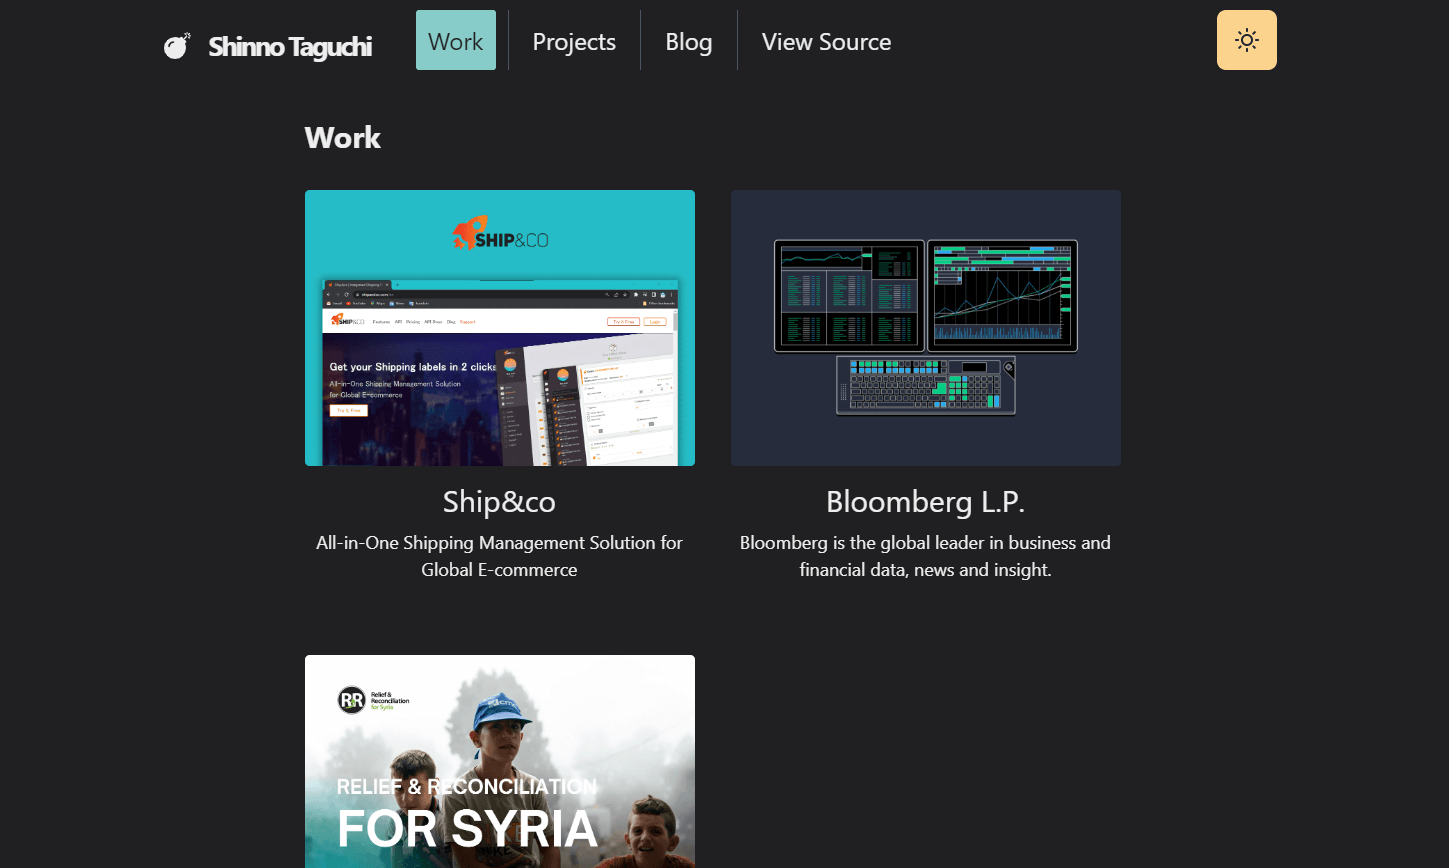 Shinno Taguchi
Work
Projects
Blog
View Source
Work
SHIP&CO
SHIP&CO
Features API Pricing API Docs Blog Support
Try & Free Login
Get your Shipping labels in 2 clicks
All-in-One Shipping Management Solution
for Global E-commerce
Try & Free
Ship&co
All-in-One Shipping Management Solution for
Global E-commerce
Bloomberg L.P.
Bloomberg is the global leader in business and
financial data, news and insight.
RR
Relief &
Reconciliation
for Syria
RELIEF & RECONCILIATION
FOR SYRIA